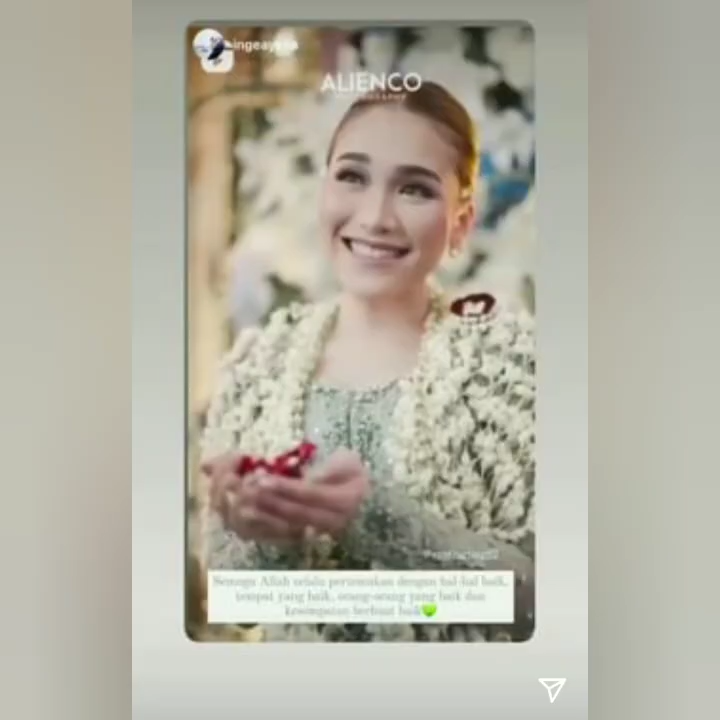 ALIENCO
PHOTOGRAPHY
Semoga Allah selalu pertemukan dengan hal-hal baik,
tempat yang baik, orang-orang yang baik dan
kesempatan berbuat baik💚